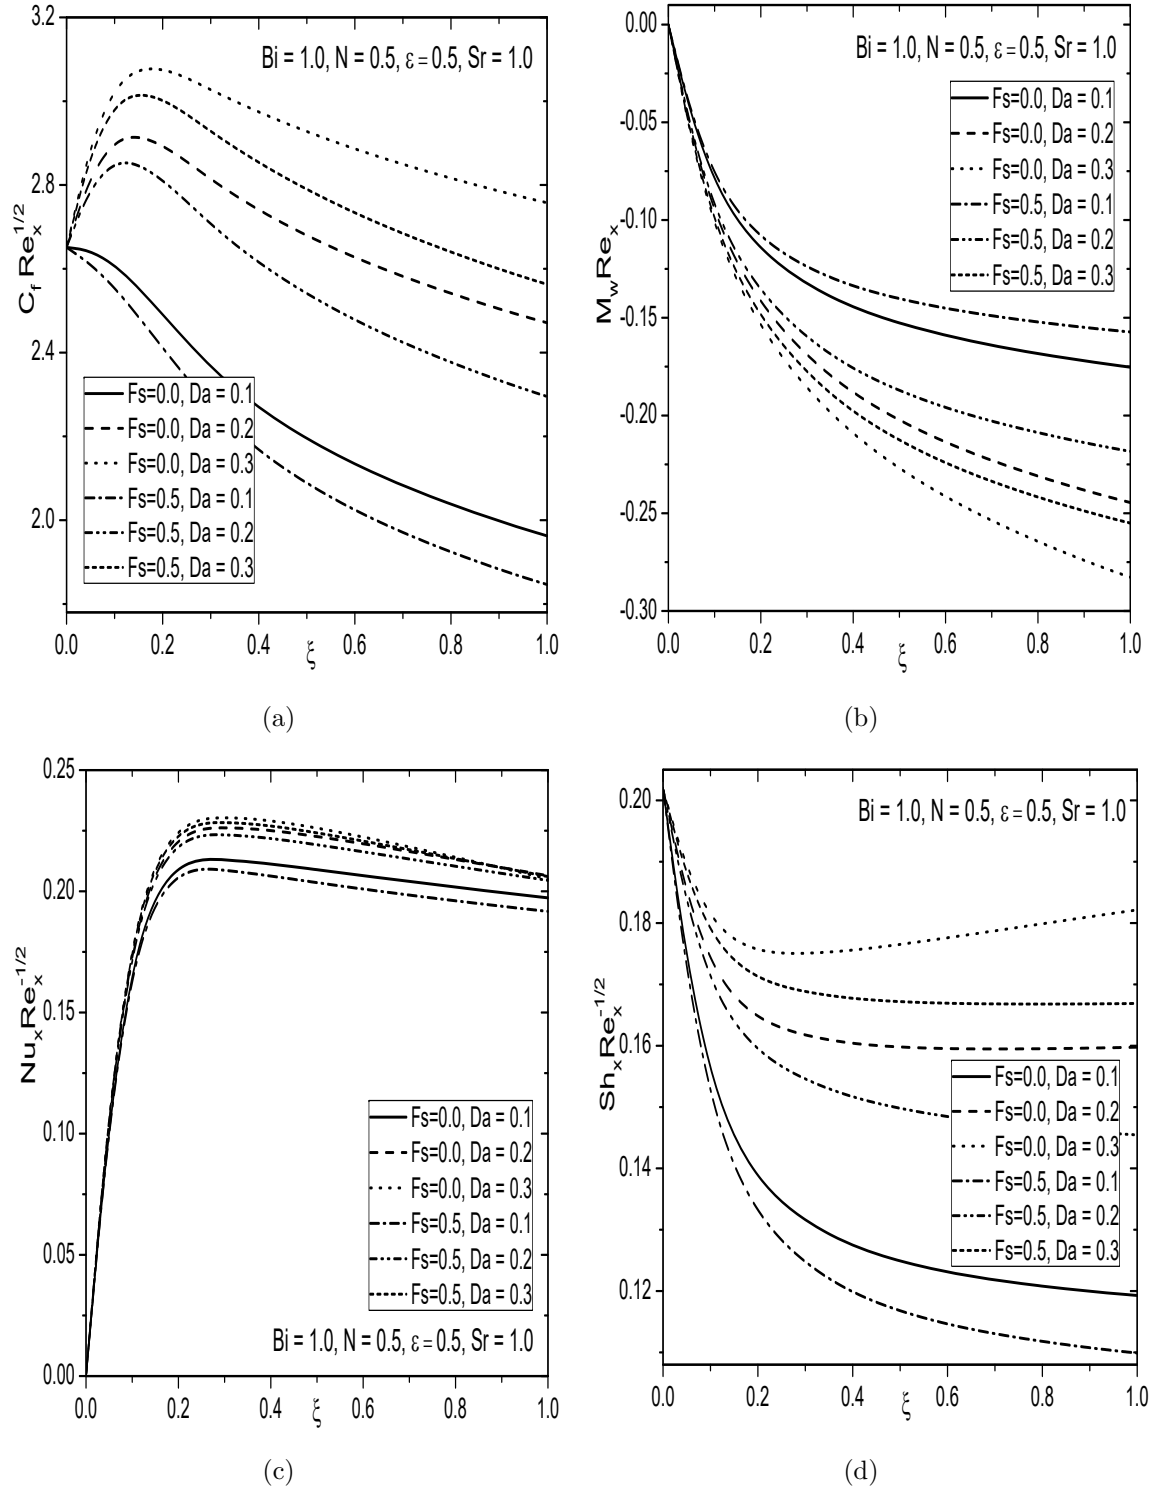 3.2
2.8
2.4
2.0
C_f Re_x^{1/2}
Bi = 1.0, N = 0.5, ε = 0.5, Sr = 1.0
Fs=0.0, Da = 0.1
Fs=0.0, Da = 0.2
Fs=0.0, Da = 0.3
Fs=0.5, Da = 0.1
Fs=0.5, Da = 0.2
Fs=0.5, Da = 0.3
0.0 0.2 0.4 0.6 0.8 1.0
ξ
(a)
0.00
-0.05
-0.10
-0.15
-0.20
-0.25
-0.30
M_w Re_x
Bi = 1.0, N = 0.5, ε = 0.5, Sr = 1.0
Fs=0.0, Da = 0.1
Fs=0.0, Da = 0.2
Fs=0.0, Da = 0.3
Fs=0.5, Da = 0.1
Fs=0.5, Da = 0.2
Fs=0.5, Da = 0.3
0.0 0.2 0.4 0.6 0.8 1.0
ξ
(b)
0.25
0.20
0.15
0.10
0.05
0.00
Nu_x Re_x^{-1/2}
Fs=0.0, Da = 0.1
Fs=0.0, Da = 0.2
Fs=0.0, Da = 0.3
Fs=0.5, Da = 0.1
Fs=0.5, Da = 0.2
Fs=0.5, Da = 0.3
Bi = 1.0, N = 0.5, ε = 0.5, Sr = 1.0
0.0 0.2 0.4 0.6 0.8 1.0
ξ
(c)
0.20
0.18
0.16
0.14
0.12
Sh_x Re_x^{-1/2}
Bi = 1.0, N = 0.5, ε = 0.5, Sr = 1.0
Fs=0.0, Da = 0.1
Fs=0.0, Da = 0.2
Fs=0.0, Da = 0.3
Fs=0.5, Da = 0.1
Fs=0.5, Da = 0.2
Fs=0.5, Da = 0.3
0.0 0.2 0.4 0.6 0.8 1.0
ξ
(d)